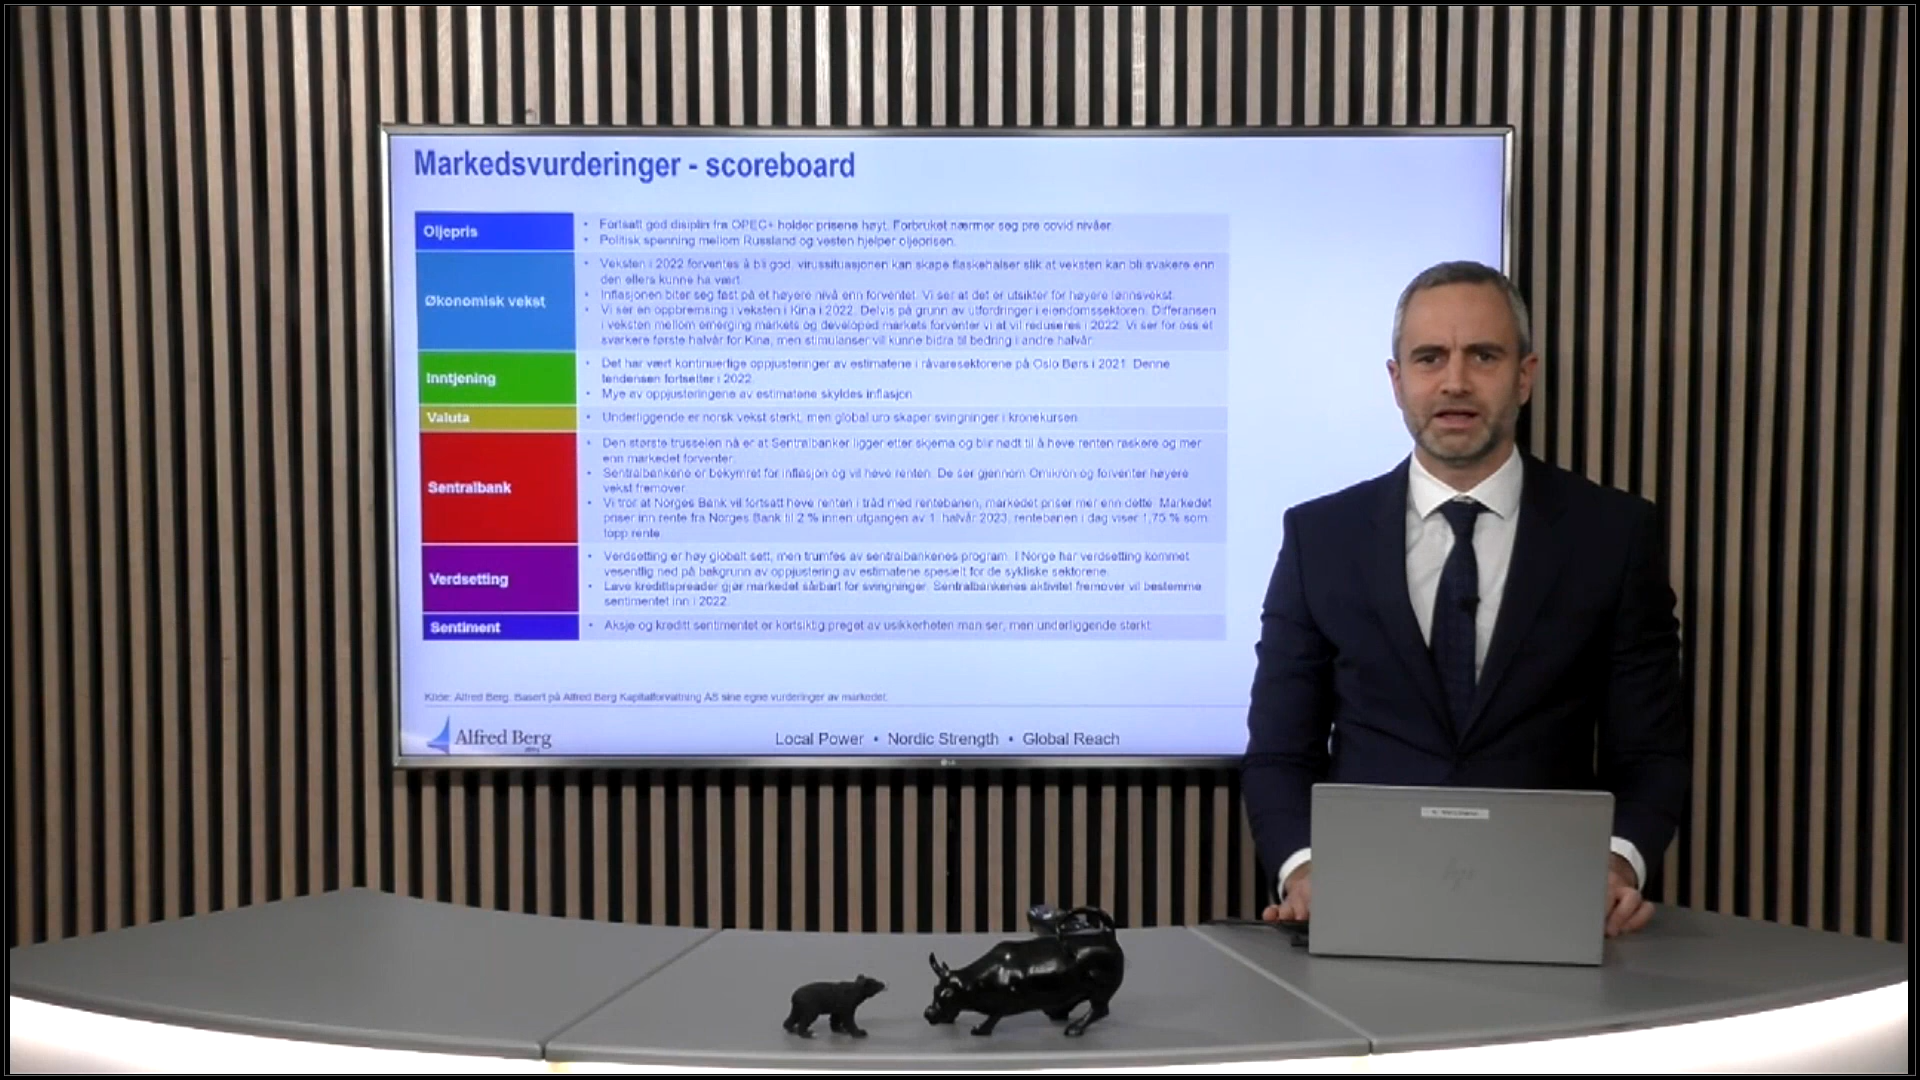 Markedsvurderinger - scoreboard
Oljepris
• Fortsatt god disiplin fra OPEC+ holder prisene høyt. Forbruket nærmer seg pre covid nivåer.
• Politisk spenning mellom Russland og vesten hjelper oljeprisen.
Økonomisk vekst
• Veksten i 2022 forventes å bli god, virussituasjonen kan skape flaskehalser slik at veksten kan bli svakere enn
den ellers kunne ha vært.
• Inflasjonen biter seg fast på et høyere nivå enn forventet. Vi ser at det er utsikter for høyere lønnsvekst.
• Vi ser en oppbremsing i veksten i Kina i 2022. Delvis på grunn av utfordringer i eiendomssektoren. Differansen
i veksten mellom emerging markets og developed markets forventer vi at vil reduseres i 2022. Vi ser for oss et
svakere første halvår for Kina, men stimulanser vil kunne bidra til bedring i andre halvår.
Inntjening
• Det har vært kontinuerlige oppjusteringer av estimatene i råvaresektorene på Oslo Børs i 2021. Denne
tendensen fortsetter i 2022.
• Mye av oppjusteringene av estimatene skyldes inflasjon
Valuta
• Underliggende er norsk vekst sterkt, men global uro skaper svingninger i kronekursen.
Sentralbank
• Den største trusselen nå er at Sentralbanker ligger etter skjema og blir nødt til å heve renten raskere og mer
enn markedet forventer.
• Sentralbankene er bekymret for inflasjon og vil heve renten. De ser gjennom Omikron og forventer høyere
vekst fremover.
• Vi tror at Norges Bank vil fortsatt heve renten i tråd med rentebanen, markedet priser mer enn dette. Markedet
priser inn rente fra Norges Bank til 2 % innen utgangen av 1. halvår 2023, rentebanen i dag viser 1,75 % som
topp rente.
Verdsetting
• Verdsetting er høy globalt sett, men trumfes av sentralbankenes program. I Norge har verdsetting kommet
vesentlig ned på bakgrunn av oppjustering av estimatene spesielt for de sykliske sektorene.
• Lave kredittspreader gjør markedet sårbart for svingninger. Sentralbankenes aktivitet fremover vil bestemme
sentimentet inn i 2022.
Sentiment
• Aksje og kreditt sentimentet er kortsiktig preget av usikkerheten man ser, men underliggende sterkt.
Kilde: Alfred Berg. Basert på Alfred Berg Kapitalforvaltning AS sine egne vurderinger av markedet.
Alfred Berg
Local Power • Nordic Strength • Global Reach
LG
hp